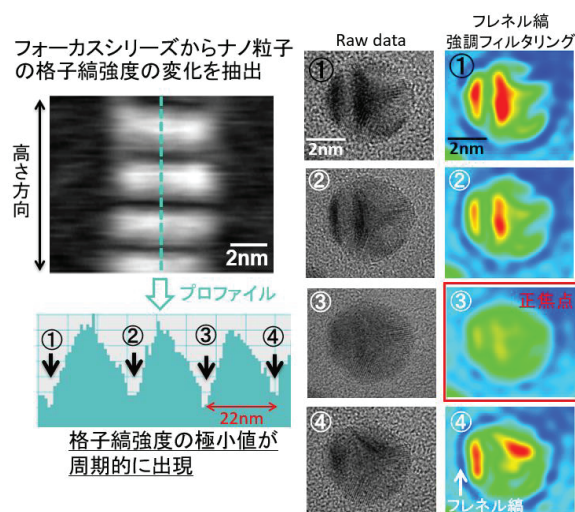 フォーカスシリーズからナノ粒子
の格子縞強度の変化を抽出
高さ方向
2nm
プロファイル
① ② ③ ④
22nm
格子縞強度の極小値が
周期的に出現
Raw data
フレネル縞
強調フィルタリング
① ①
2nm 2nm
② ②
③ ③ 正焦点
④ ④
フレネル縞